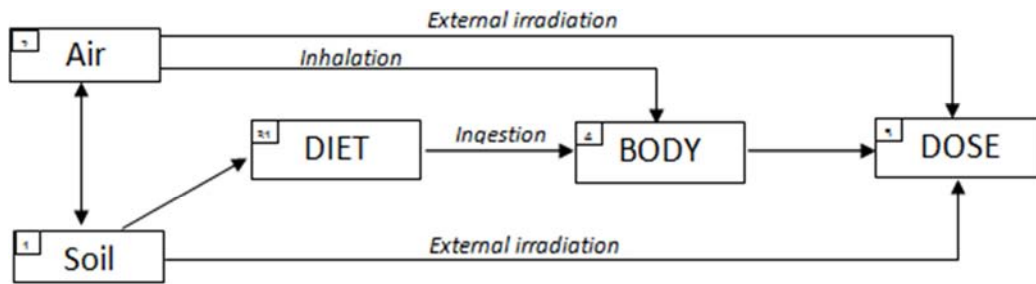 External irradiation
Air
Inhalation
DIET
Ingestion
BODY
DOSE
Soil
External irradiation